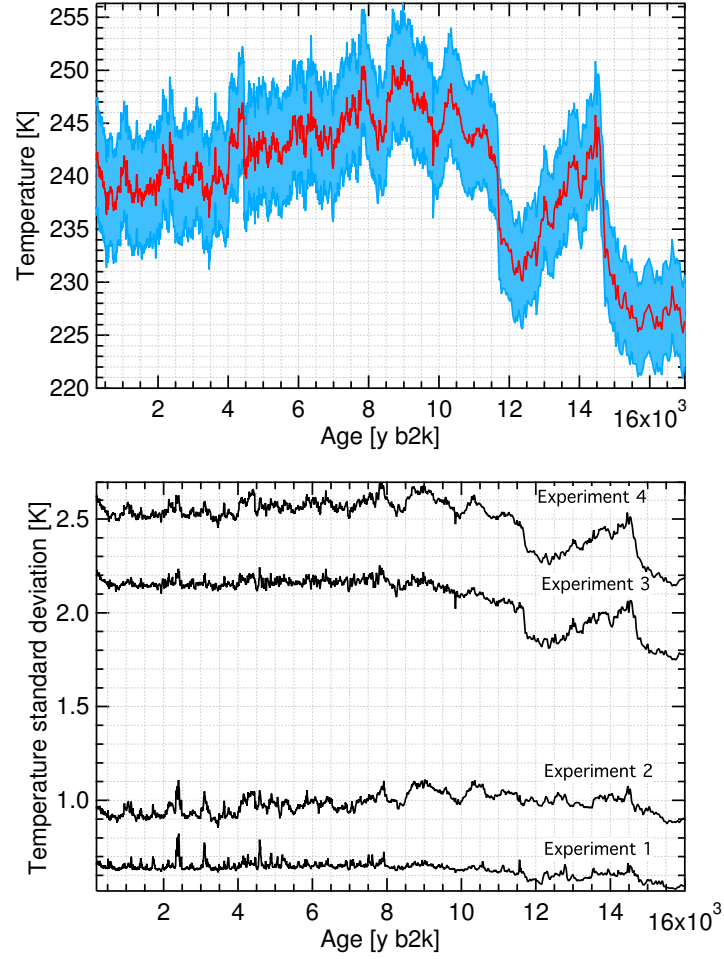 255
250
245
240
235
230
225
220
Temperature [K]
2
4
6
8
10
12
14
16x10³
Age [y b2k]
2.5
2.0
1.5
1.0
Temperature standard deviation [K]
Experiment 4
Experiment 3
Experiment 2
Experiment 1
2
4
6
8
10
12
14
16x10³
Age [y b2k]